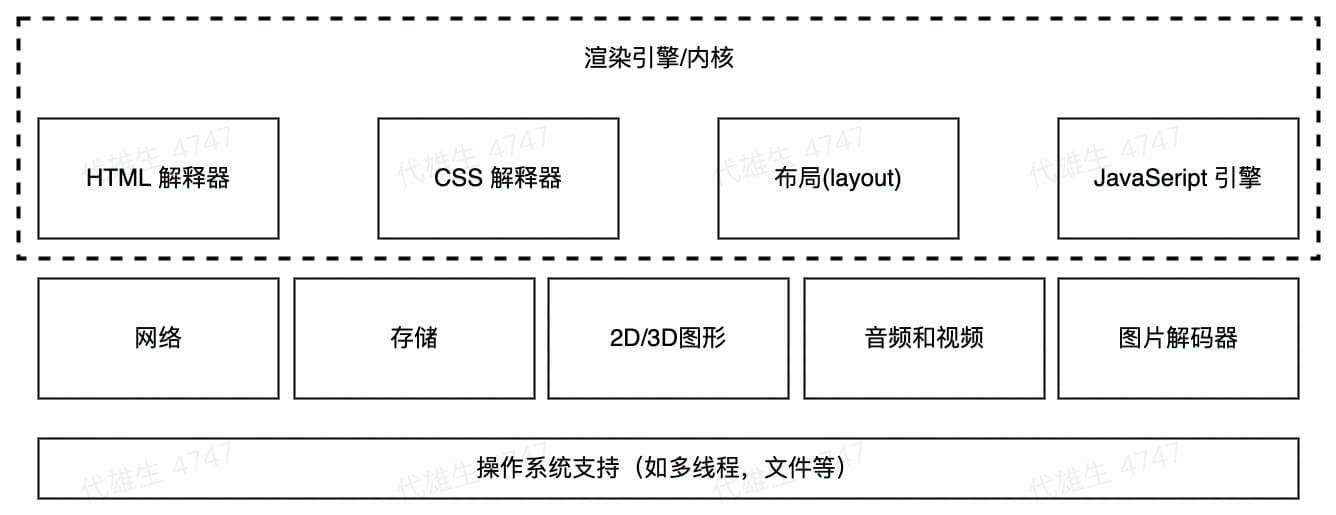 渲染引擎/内核
HTML 解释器
CSS 解释器
布局(layout)
JavaSeript 引擎
代雄生 4747
代雄生 4747
代雄生 4747
代雄生 4747
网络
存储
2D/3D图形
音频和视频
图片解码器
操作系统支持（如多线程，文件等）
代雄生 4747
代雄生 4747
代雄生 4747
代雄生 4747